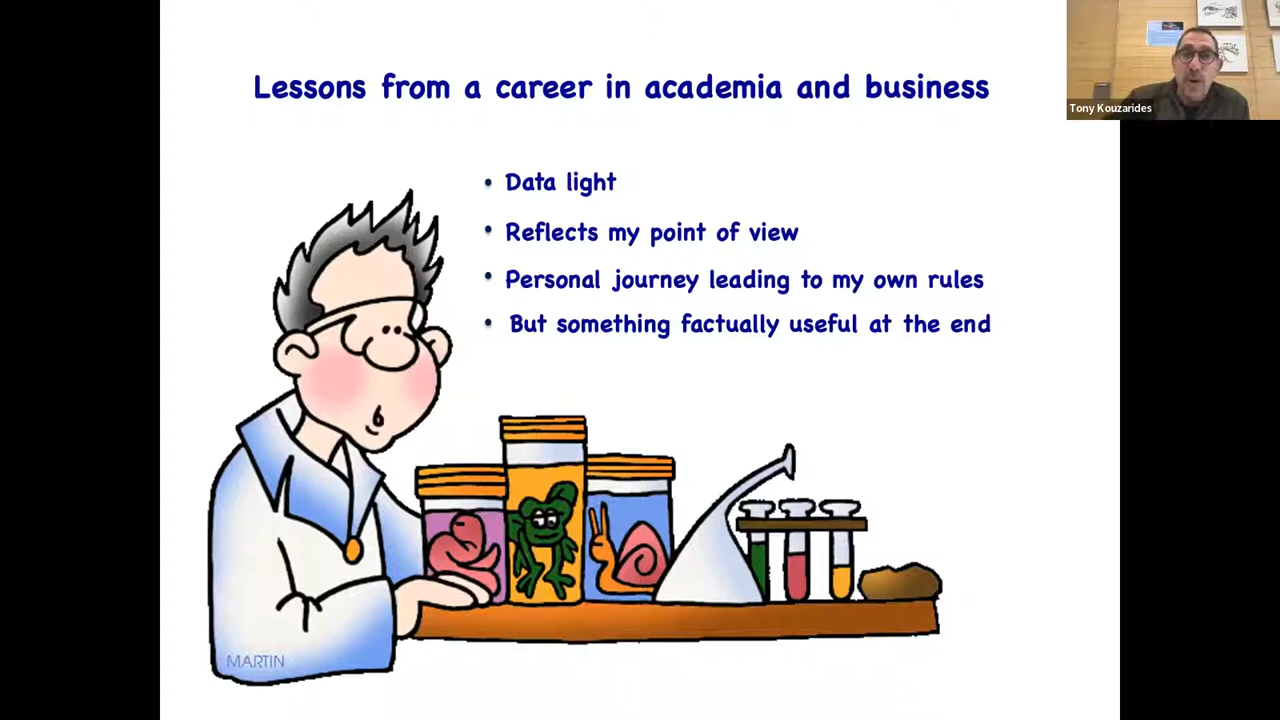 Lessons from a career in academia and business
Tony Kouzarides
• Data light
• Reflects my point of view
• Personal journey leading to my own rules
• But something factually useful at the end
MARTIN